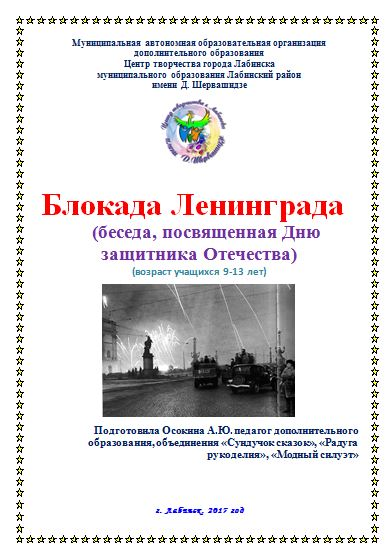 Муниципальная автономная образовательная организация
дополнительного образования
Центр творчества города Лабинска
муниципального образования Лабинский район
имени Д. Шервашидзе
Блокада Ленинграда
(беседа, посвященная Дню
защитника Отечества)
(возраст учащихся 9-13 лет)
Подготовила Осокина А.Ю. педагог дополнительного
образования, объединения «Сундучок сказок», «Радуга
рукоделия», «Модный силуэт»
г. Лабинск, 2017 год